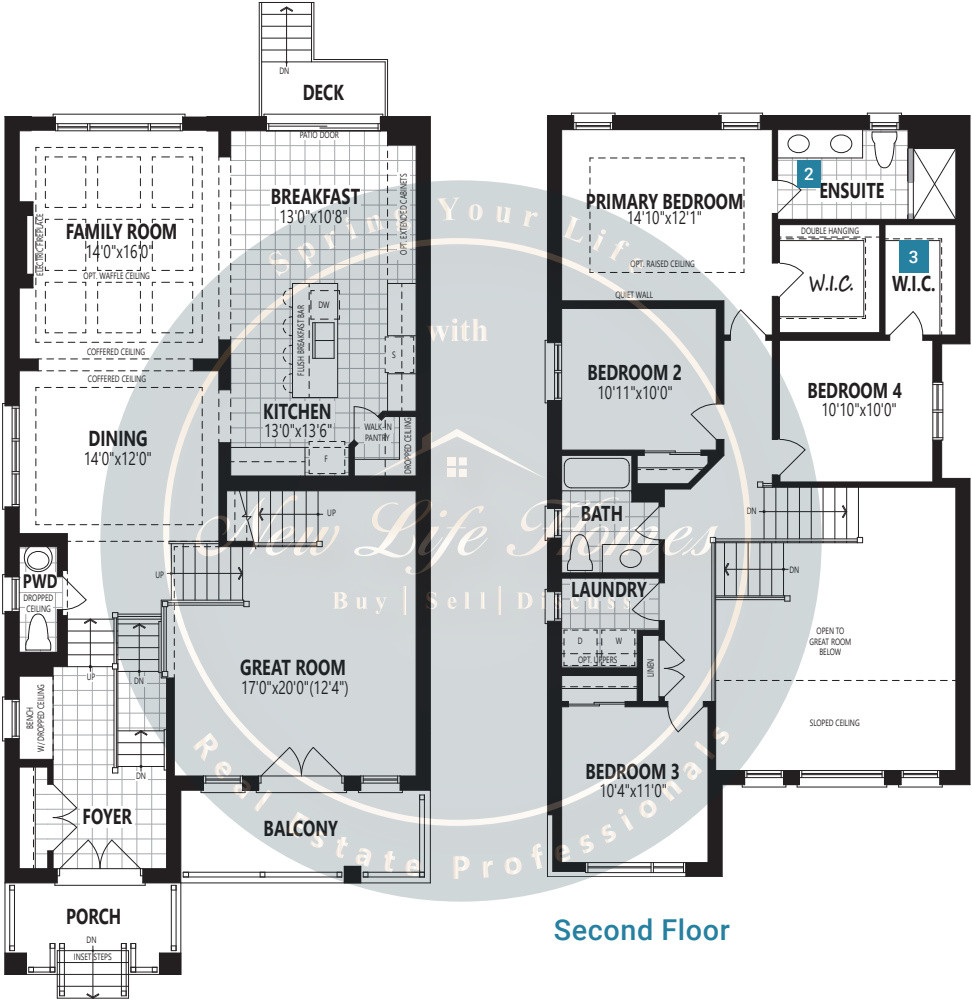 DN
DECK
PATIO DOOR
BREAKFAST
13'0"x10'8"
OPT. EXTENDED CABINETS
ELECTRIC FIREPLACE
FAMILY ROOM
14'0"x16'0"
OPT. WAFFLE CEILING
COFFERED CEILING
COFFERED CEILING
DW
FLUSH BREAKFAST BAR
S
KITCHEN
13'0"x13'6"
WALK-IN
PANTRY
DROPPED CEILING
F
DINING
14'0"x12'0"
UP
UP
PWD
DROPPED
CEILING
UP
DN
DN
GREAT ROOM
17'0"x20'0"(12'4")
BENCH
W/ DROPPED CEILING
FOYER
BALCONY
PORCH
DN
INSET STEPS
PRIMARY BEDROOM
14'10"x12'1"
OPT. RAISED CEILING
QUIET WALL
2
ENSUITE
DOUBLE HANGING
W.I.C.
3
W.I.C.
BEDROOM 2
10'11"x10'0"
BEDROOM 4
10'10"x10'0"
BATH
DN
DN
LAUNDRY
D
W
OPT. UPPERS
LINEN
OPEN TO
GREAT ROOM
BELOW
SLOPED CEILING
BEDROOM 3
10'4"x11'0"
Second Floor
Spring Your Life
with
New Life Homes
Buy | Sell | Discuss
Real Estate Professionals